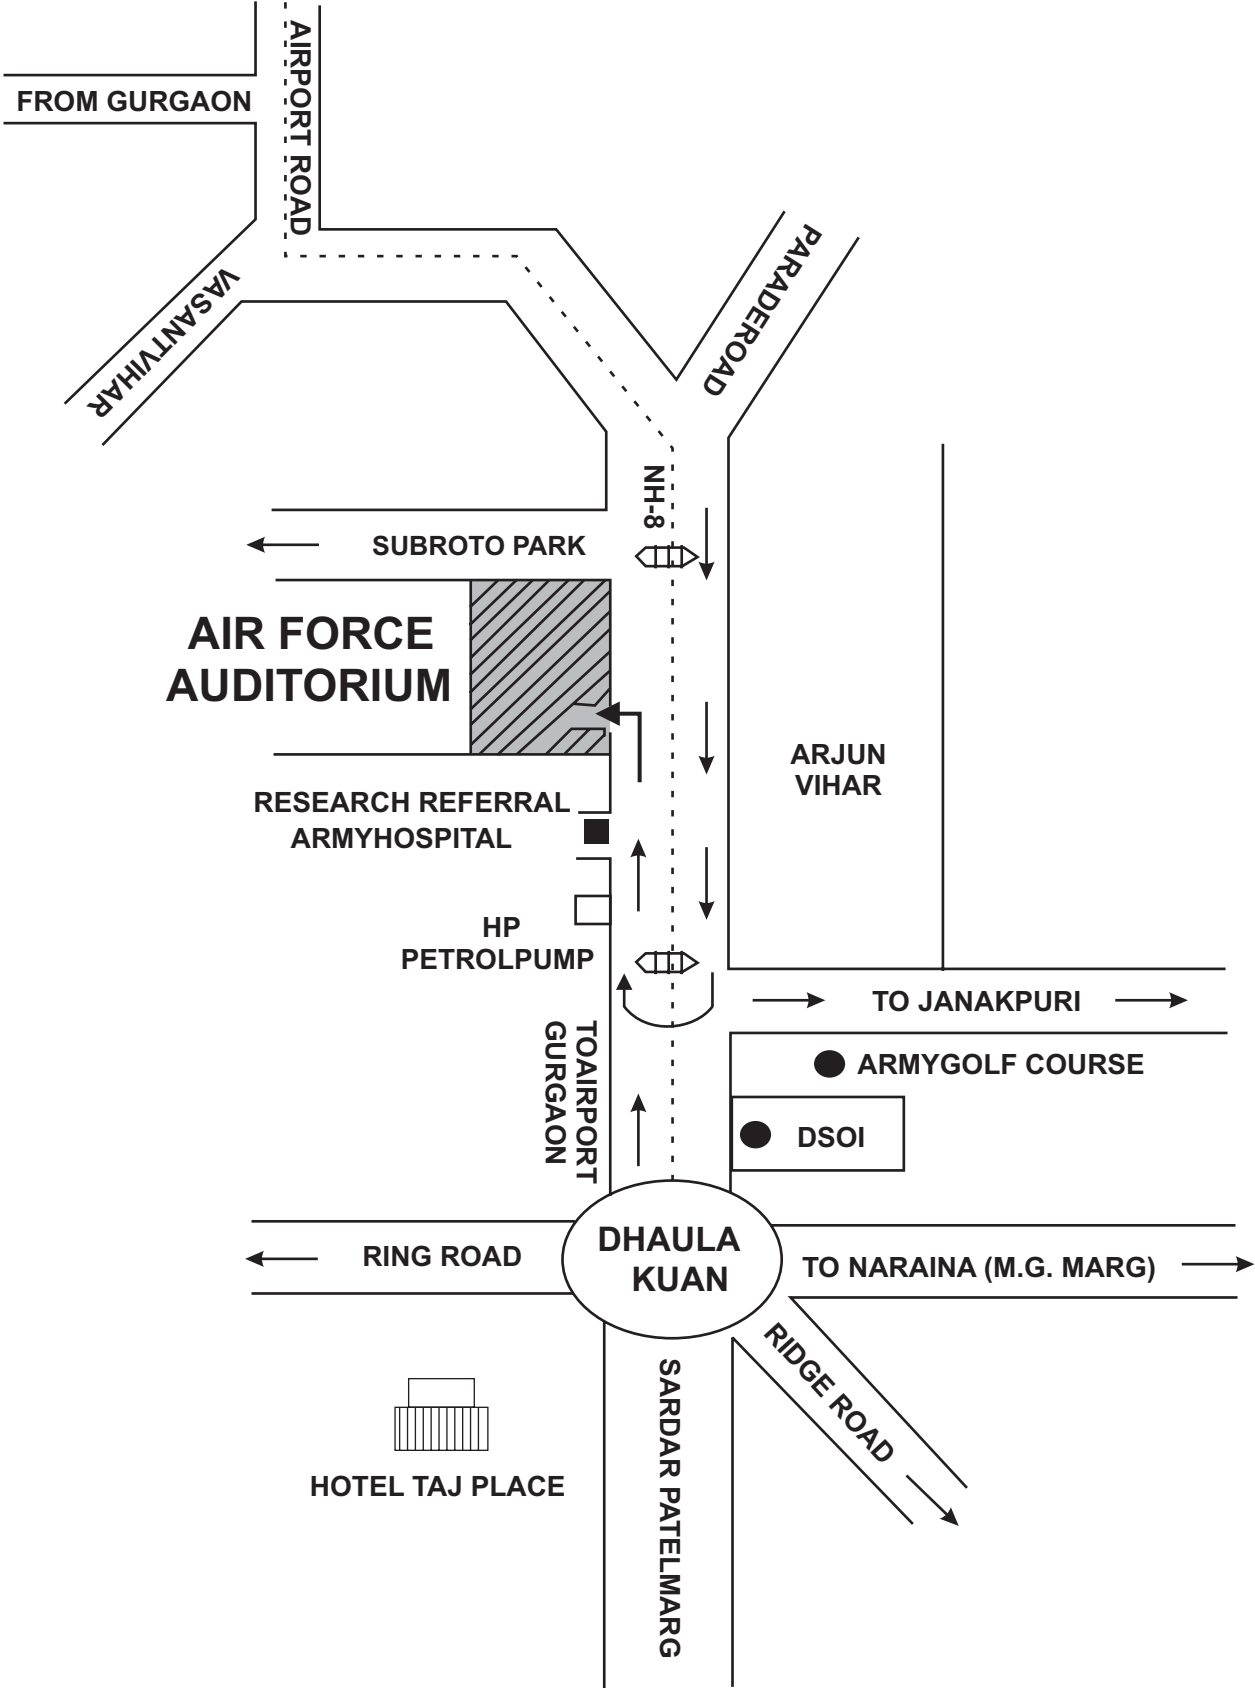 AIRPORT ROAD
FROM GURGAON
VASANTVIHAR
PARADEROAD
NH-8
SUBROTO PARK
AIR FORCE
AUDITORIUM
ARJUN
VIHAR
RESEARCH REFERRAL
ARMYHOSPITAL
HP
PETROLPUMP
TO JANAKPURI
TOAIRPORT
GURGAON
ARMYGOLF COURSE
DSOI
DHAULA
KUAN
RING ROAD
TO NARAINA (M.G. MARG)
RIDGE ROAD
SARDAR PATELMARG
HOTEL TAJ PLACE